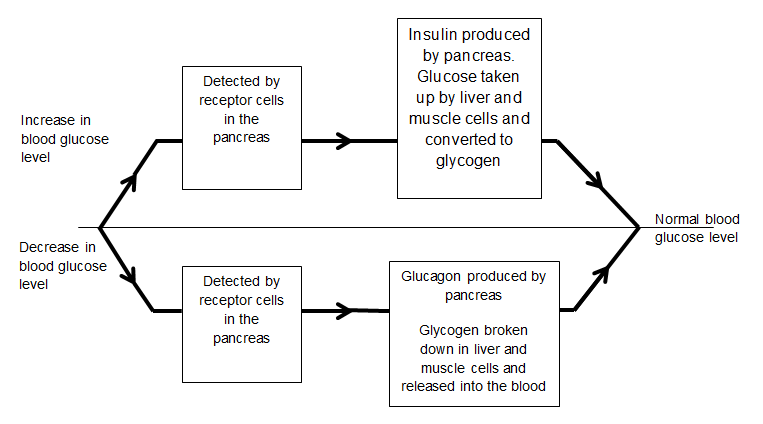 Increase in
blood glucose
level
Detected by
receptor cells
in the
pancreas
Insulin produced
by pancreas.
Glucose taken
up by liver and
muscle cells and
converted to
glycogen
Normal blood
glucose level
Decrease in
blood glucose
level
Detected by
receptor cells
in the
pancreas
Glucagon produced by
pancreas
Glycogen broken
down in liver and
muscle cells and
released into the blood